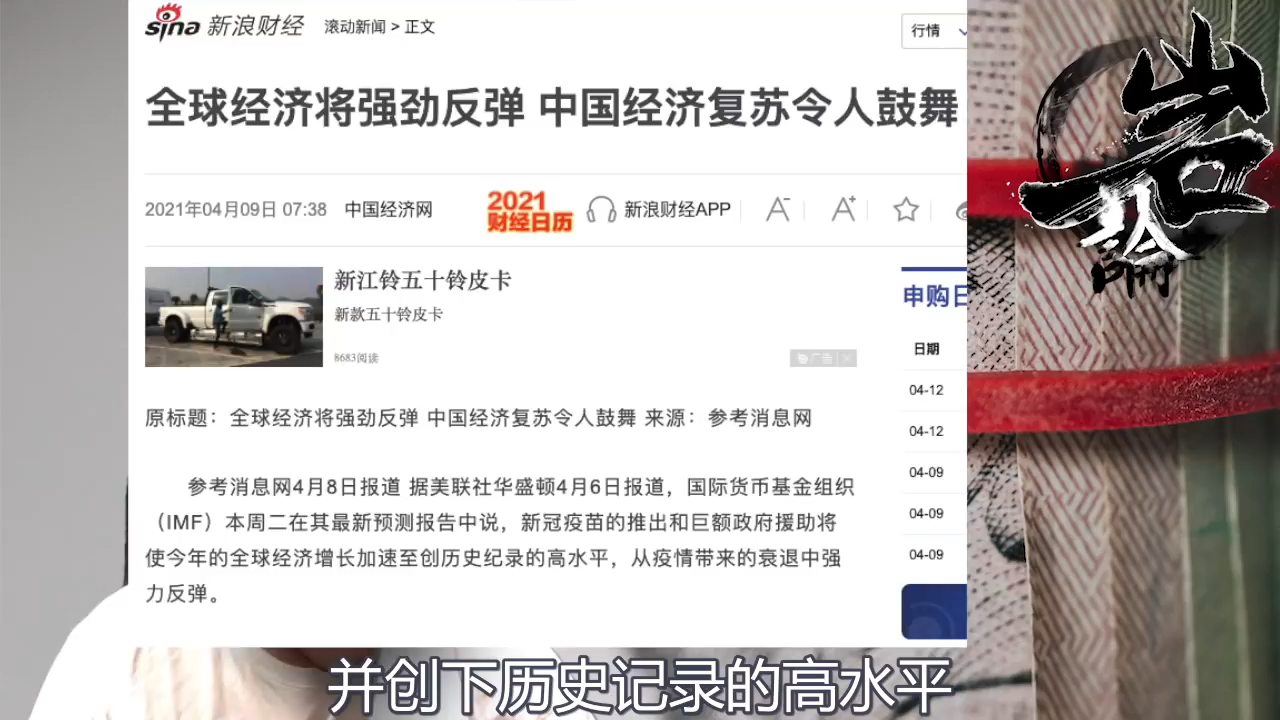 sina 新浪财经 滚动新闻 > 正文
行情
全球经济将强劲反弹 中国经济复苏令人鼓舞
2021年04月09日 07:38 中国经济网
2021
财经日历
新浪财经APP
A- A+
新江铃五十铃皮卡
新款五十铃皮卡
8683阅读
广告
原标题：全球经济将强劲反弹 中国经济复苏令人鼓舞 来源：参考消息网
参考消息网4月8日报道 据美联社华盛顿4月6日报道，国际货币基金组织
（IMF）本周二在其最新预测报告中说，新冠疫苗的推出和巨额政府援助将
使今年的全球经济增长加速至创历史纪录的高水平，从疫情带来的衰退中强
力反弹。
申购日
日期
04-12
04-12
04-09
04-09
04-09
岩
并创下历史记录的高水平